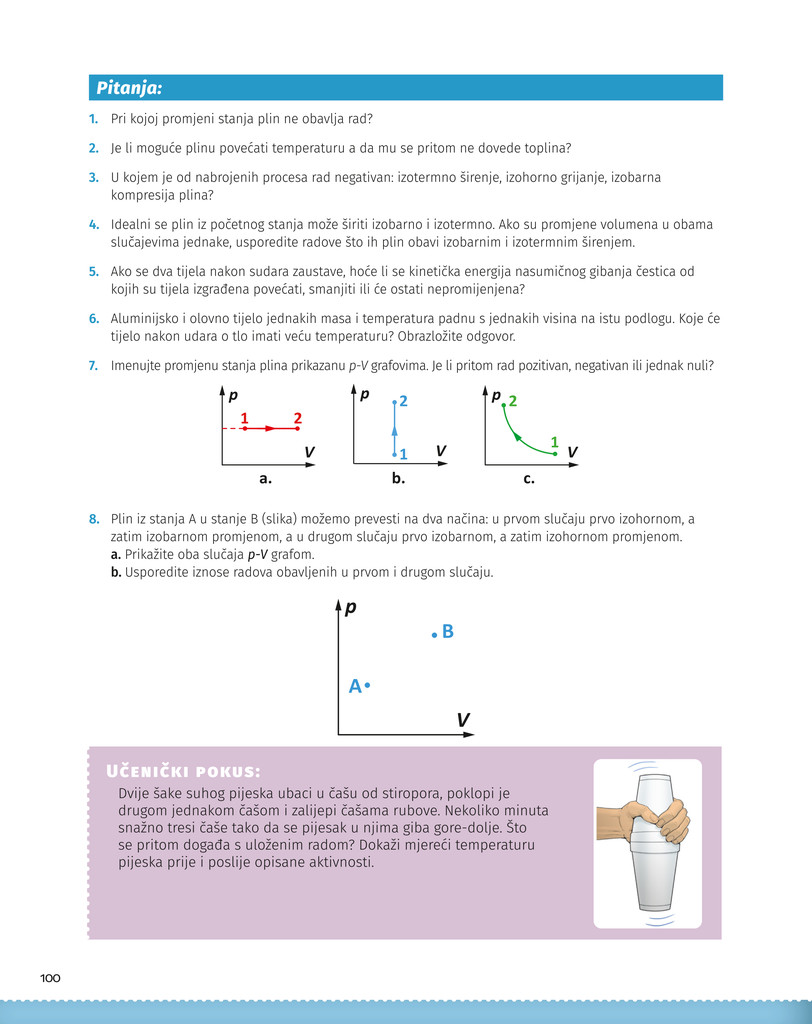 Pitanja:
1. Pri kojoj promjeni stanja plin ne obavlja rad?
2. Je li moguće plinu povećati temperaturu a da mu se pritom ne dovede toplina?
3. U kojem je od nabrojenih procesa rad negativan: izotermno širenje, izohorno grijanje, izobarna
kompresija plina?
4. Idealni se plin iz početnog stanja može širiti izobarno i izotermno. Ako su promjene volumena u obama
slučajevima jednake, usporedite radove što ih plin obavi izobarnim i izotermnim širenjem.
5. Ako se dva tijela nakon sudara zaustave, hoće li se kinetička energija nasumičnog gibanja čestica od
kojih su tijela izgrađena povećati, smanjiti ili će ostati nepromijenjena?
6. Aluminijsko i olovno tijelo jednakih masa i temperatura padnu s jednakih visina na istu podlogu. Koje će
tijelo nakon udara o tlo imati veću temperaturu? Obrazložite odgovor.
7. Imenujte promjenu stanja plina prikazanu p-V grafovima. Je li pritom rad pozitivan, negativan ili jednak nuli?
p
1 2
V
a.
p
2
1
V
b.
p
2
1
V
c.
8. Plin iz stanja A u stanje B (slika) možemo prevesti na dva načina: u prvom slučaju prvo izohornom, a
zatim izobarnom promjenom, a u drugom slučaju prvo izobarnom, a zatim izohornom promjenom.
a. Prikažite oba slučaja p-V grafom.
b. Usporedite iznose radova obavljenih u prvom i drugom slučaju.
p
B
A
V
Učenički pokus:
Dvije šake suhog pijeska ubaci u čašu od stiropora, poklopi je
drugom jednakom čašom i zalijepi čašama rubove. Nekoliko minuta
snažno tresi čaše tako da se pijesak u njima giba gore-dolje. Što
se pritom događa s uloženim radom? Dokaži mjereći temperaturu
pijeska prije i poslije opisane aktivnosti.
100